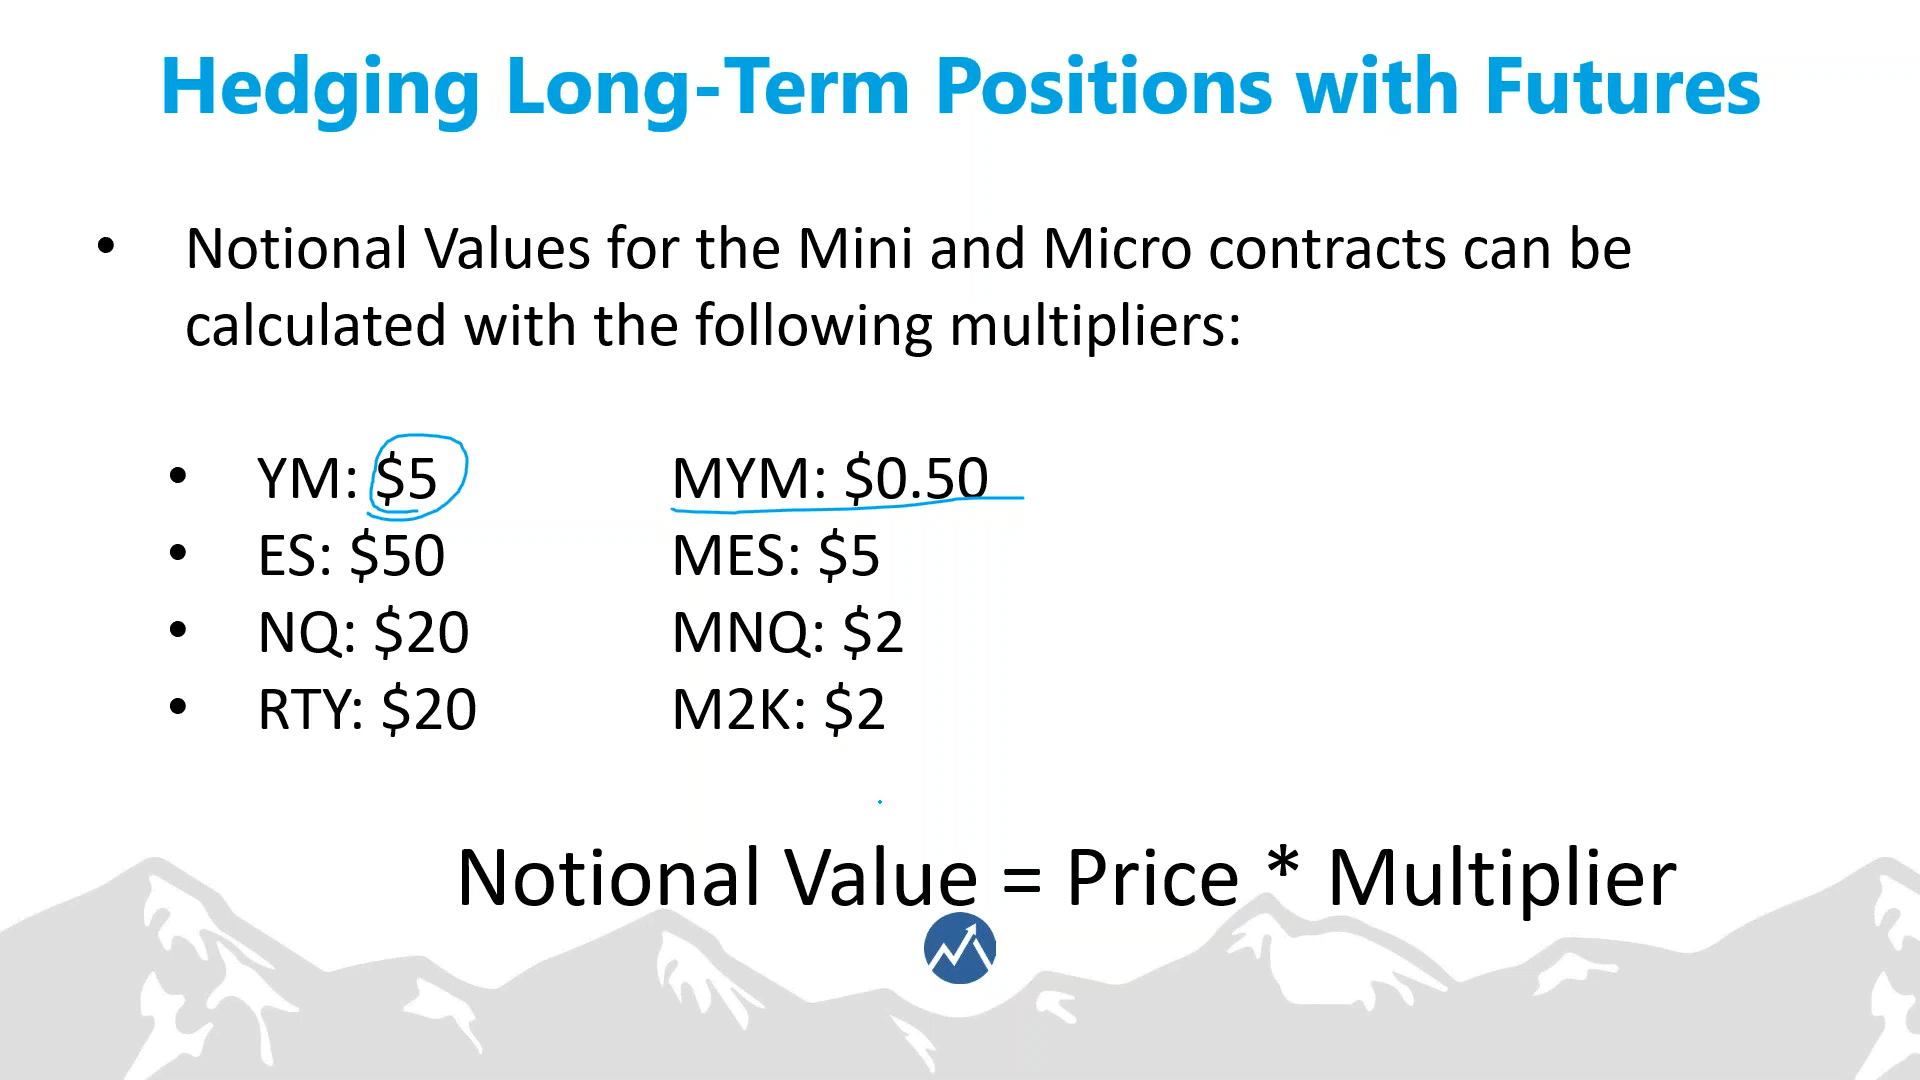 Hedging Long-Term Positions with Futures
• Notional Values for the Mini and Micro contracts can be
calculated with the following multipliers:
• YM: $5 MYM: $0.50
• ES: $50 MES: $5
• NQ: $20 MNQ: $2
• RTY: $20 M2K: $2
Notional Value = Price * Multiplier